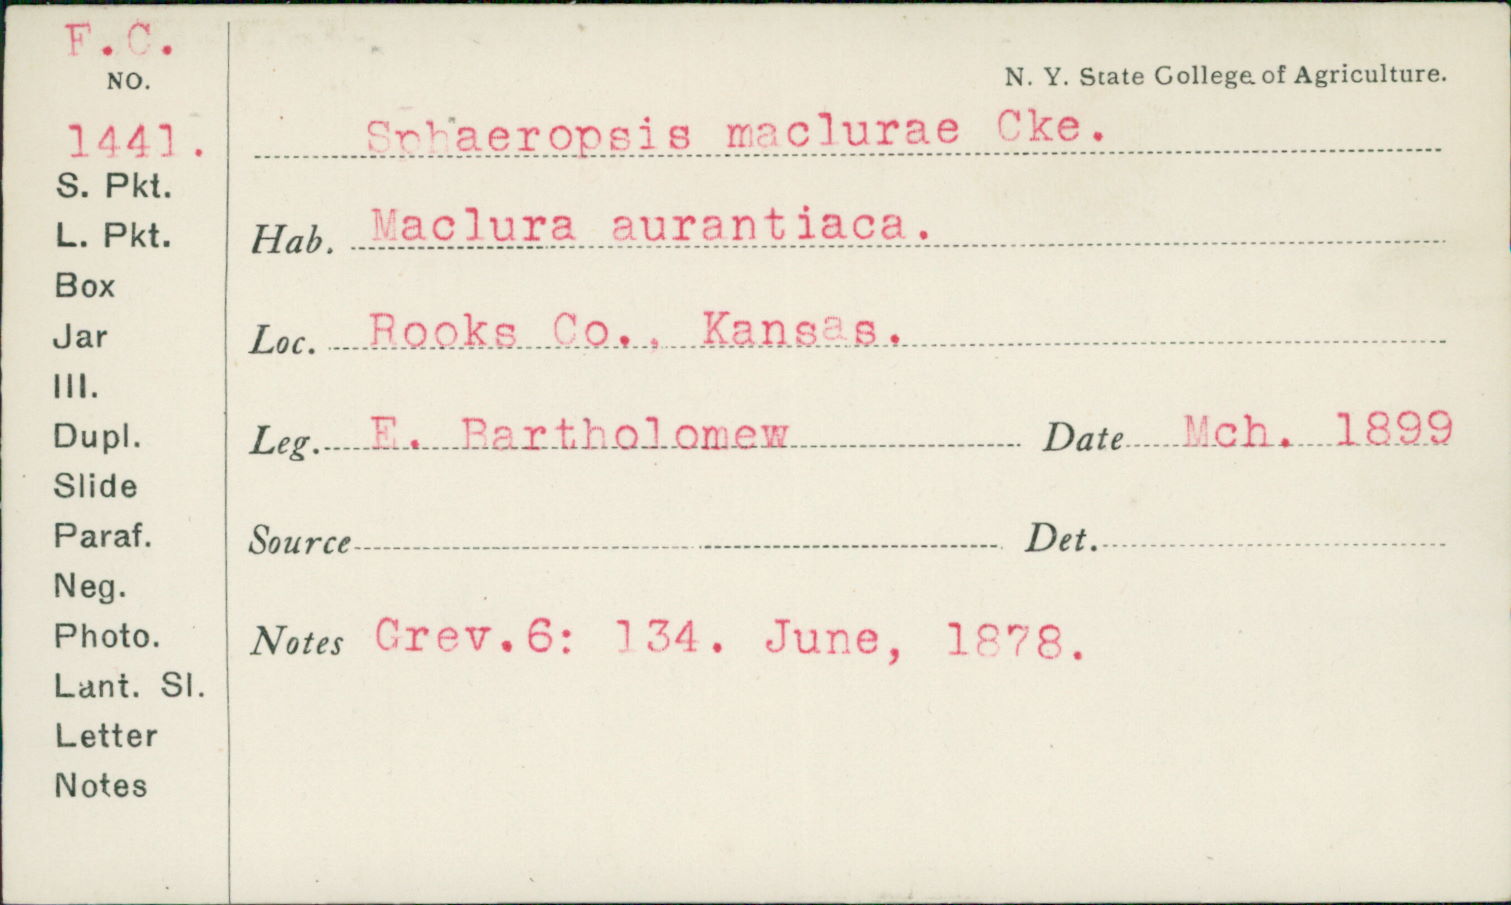 F.C.
NO.
1441.
S. Pkt.
L. Pkt.
Box
Jar
Ill.
Dupl.
Slide
Paraf.
Neg.
Photo.
Lant. Sl.
Letter
Notes
N. Y. State College of Agriculture.
Sphaeropsis maclurae Cke.
Hab. Maclura aurantiaca.
Loc. Rooks Co., Kansas.
Leg. E. Bartholomew Date Mch. 1899
Source Det.
Notes Grev.6: 134. June, 1878.